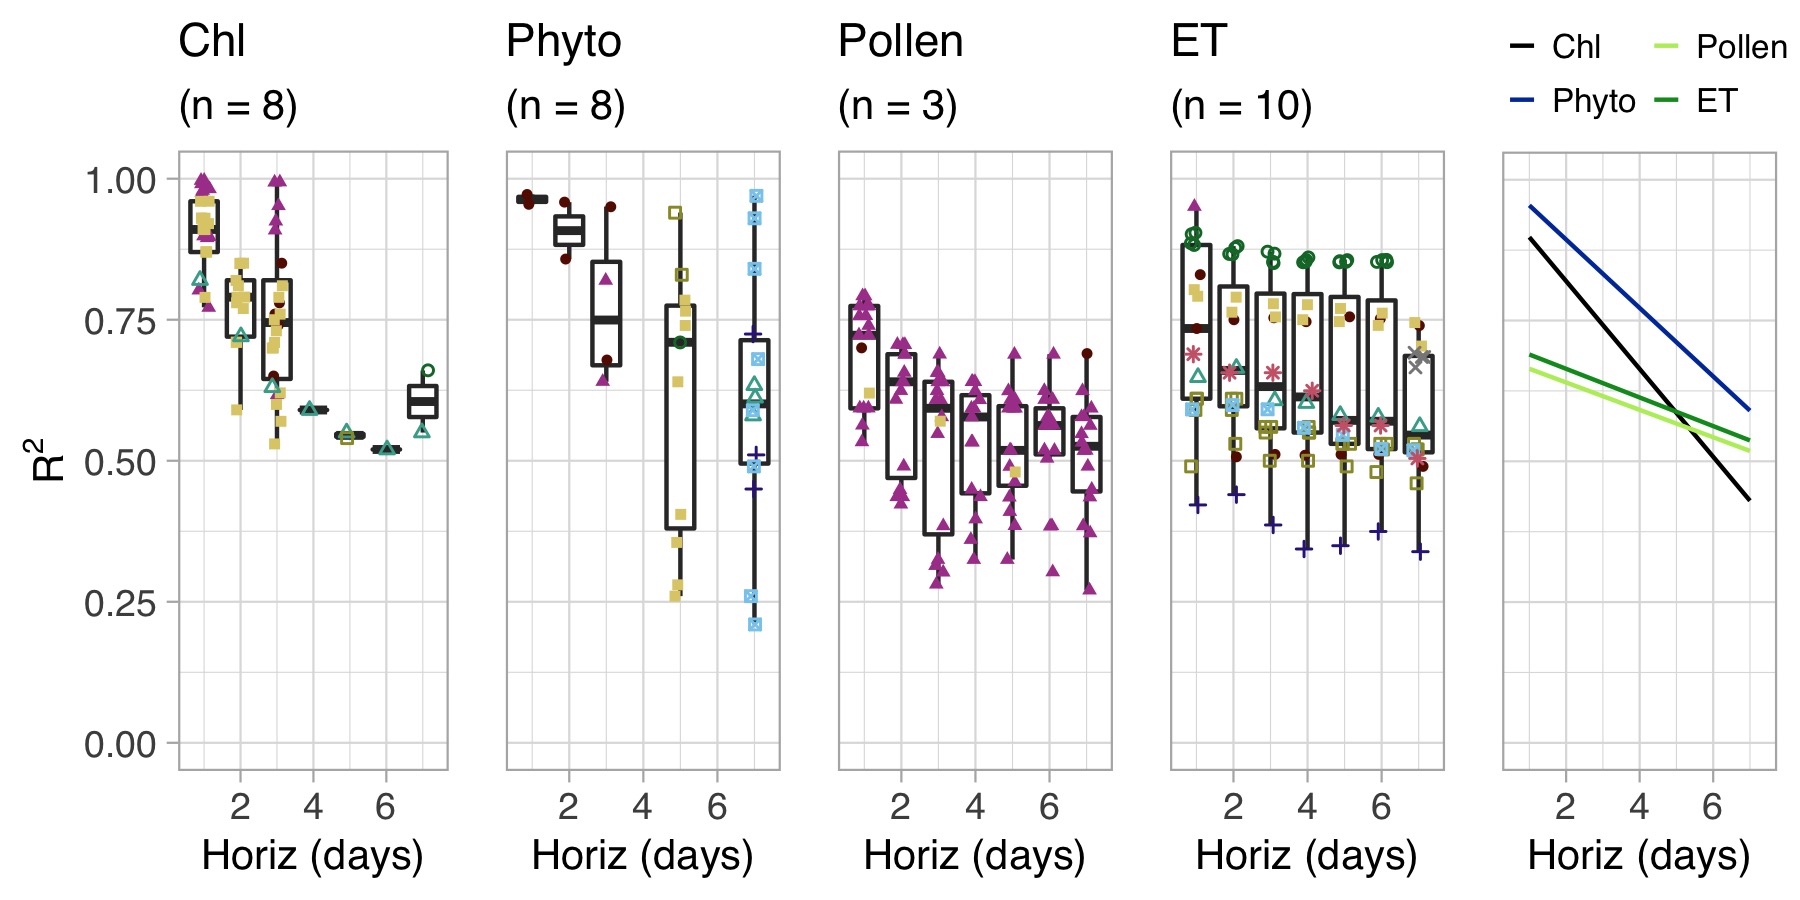 Chl
(n = 8)
Phyto
(n = 8)
Pollen
(n = 3)
ET
(n = 10)
Chl
Pollen
Phyto
ET
R²
1.00
0.75
0.50
0.25
0.00
2 4 6
2 4 6
2 4 6
2 4 6
2 4 6
Horiz (days)
Horiz (days)
Horiz (days)
Horiz (days)
Horiz (days)